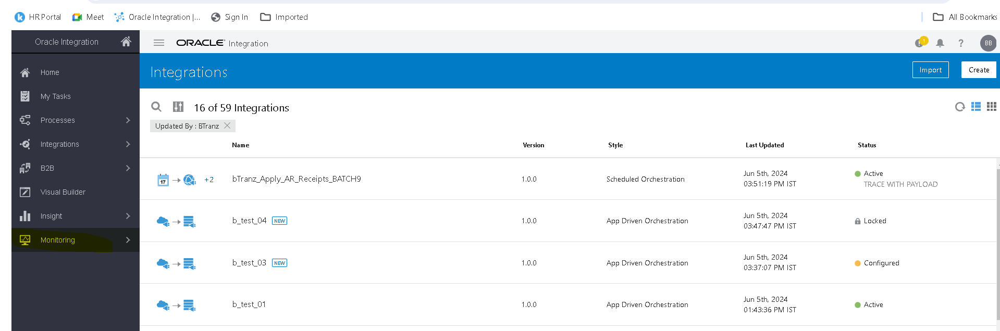 HR Portal Meet Oracle Integration |... Sign In Imported All Bookmarks
Oracle Integration
ORACLE Integration
1
?
BB
Home
My Tasks
Processes
Integrations
B2B
Visual Builder
Insight
Monitoring
Integrations
Import
Create
16 of 59 Integrations
Updated By : BTranz
Name Version Style Last Updated Status
17 +2 bTranz_Apply_AR_Receipts_BATCH9 1.0.0 Scheduled Orchestration Jun 5th, 2024 Active
03:51:19 PM IST TRACE WITH PAYLOAD
b_test_04 NEW 1.0.0 App Driven Orchestration Jun 5th, 2024 Locked
03:47:47 PM IST
b_test_03 NEW 1.0.0 App Driven Orchestration Jun 5th, 2024 Configured
03:37:07 PM IST
b_test_01 1.0.0 App Driven Orchestration Jun 5th, 2024 Active
01:43:36 PM IST